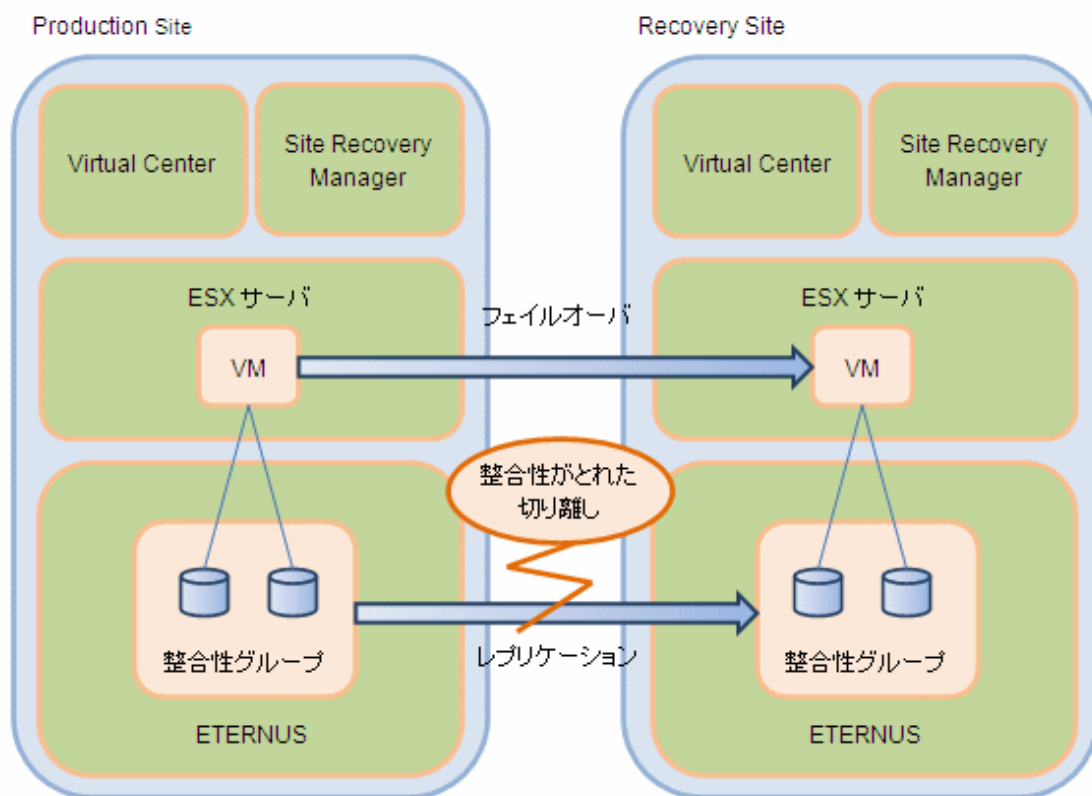 Production Site
Recovery Site
Virtual Center
Site Recovery
Manager
Virtual Center
Site Recovery
Manager
ESX サーバ
フェイルオーバ
ESX サーバ
VM
VM
整合性がとれた
切り離し
整合性グループ
レプリケーション
整合性グループ
ETERNUS
ETERNUS